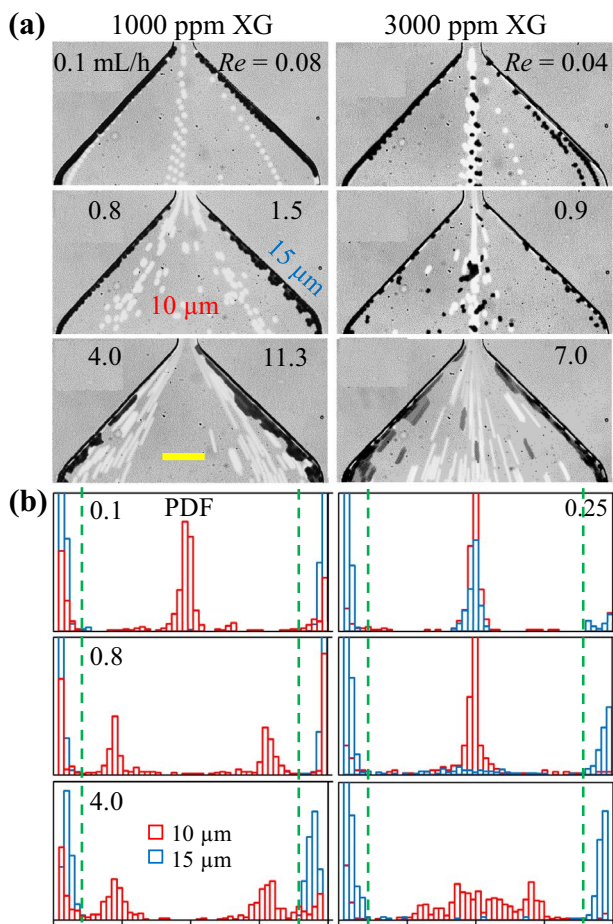 (a)
1000 ppm XG
3000 ppm XG
0.1 mL/h
Re = 0.08
Re = 0.04
0.8
1.5
0.9
15 µm
10 µm
4.0
11.3
7.0
(b)
0.1
PDF
0.25
0.8
4.0
10 µm
15 µm